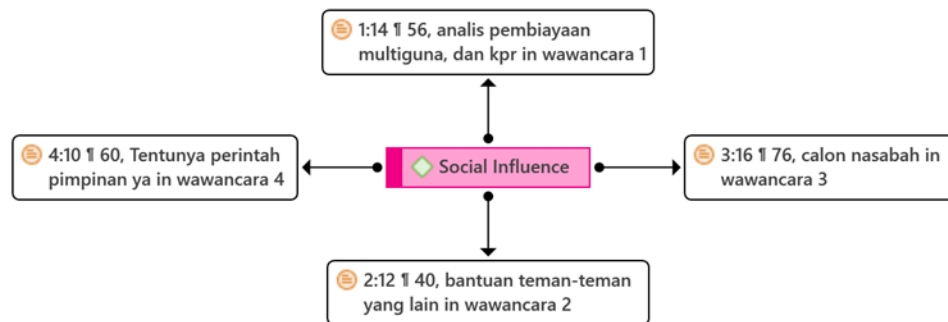 1:14 ¶ 56, analis pembiayaan
multiguna, dan kpr in wawancara 1
4:10 ¶ 60, Tentunya perintah
pimpinan ya in wawancara 4
Social Influence
3:16 ¶ 76, calon nasabah in
wawancara 3
2:12 ¶ 40, bantuan teman-teman
yang lain in wawancara 2